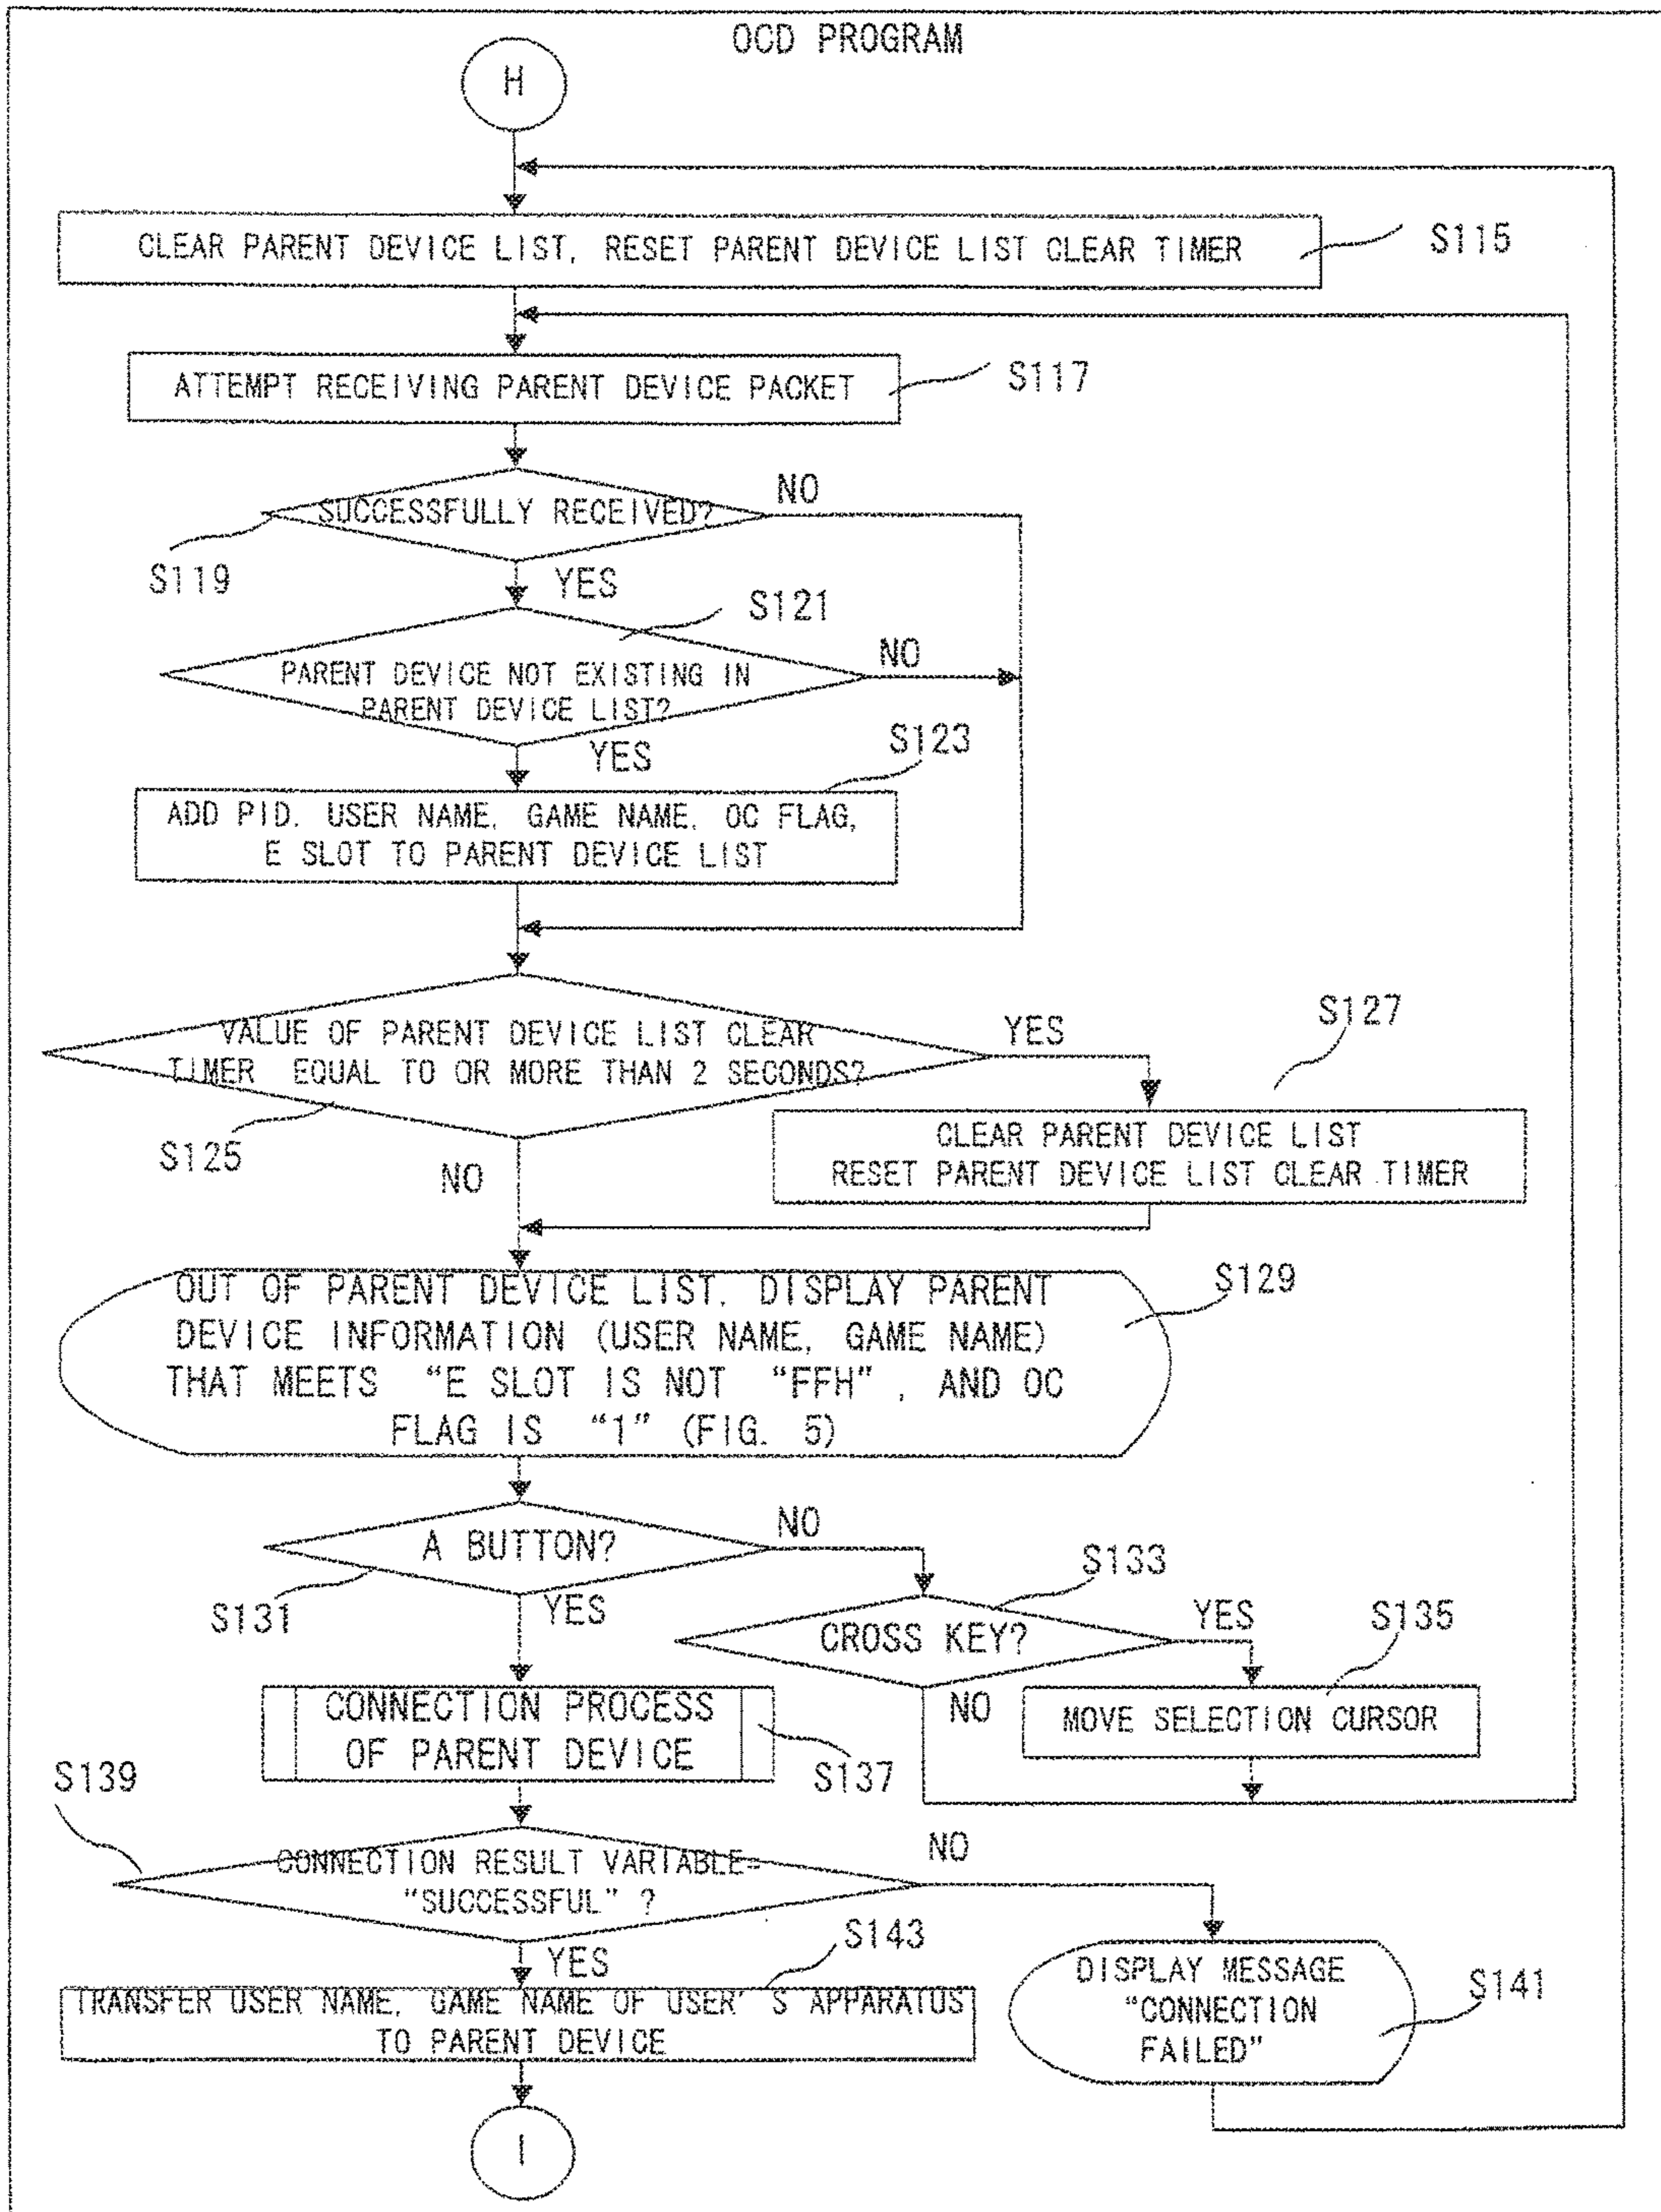 OCD PROGRAM
H
CLEAR PARENT DEVICE LIST, RESET PARENT DEVICE LIST CLEAR TIMER
S115
ATTEMPT RECEIVING PARENT DEVICE PACKET
S117
SUCCESSFULLY RECEIVED?
NO
S119
YES
S121
PARENT DEVICE NOT EXISTING IN
PARENT DEVICE LIST?
NO
YES
S123
ADD PID. USER NAME, GAME NAME, OC FLAG,
E SLOT TO PARENT DEVICE LIST
VALUE OF PARENT DEVICE LIST CLEAR
TIMER EQUAL TO OR MORE THAN 2 SECONDS?
YES
S127
S125
NO
CLEAR PARENT DEVICE LIST
RESET PARENT DEVICE LIST CLEAR TIMER
OUT OF PARENT DEVICE LIST. DISPLAY PARENT
DEVICE INFORMATION (USER NAME, GAME NAME)
THAT MEETS "E SLOT IS NOT "FFH", AND OC
FLAG IS "1" (FIG. 5)
S129
A BUTTON?
NO
S131
YES
S133
CROSS KEY?
YES
S135
NO
MOVE SELECTION CURSOR
CONNECTION PROCESS
OF PARENT DEVICE
S137
S139
CONNECTION RESULT VARIABLE=
"SUCCESSFUL" ?
NO
YES
S143
TRANSFER USER NAME, GAME NAME OF USER' S APPARATUS
TO PARENT DEVICE
DISPLAY MESSAGE
"CONNECTION
FAILED"
S141
I